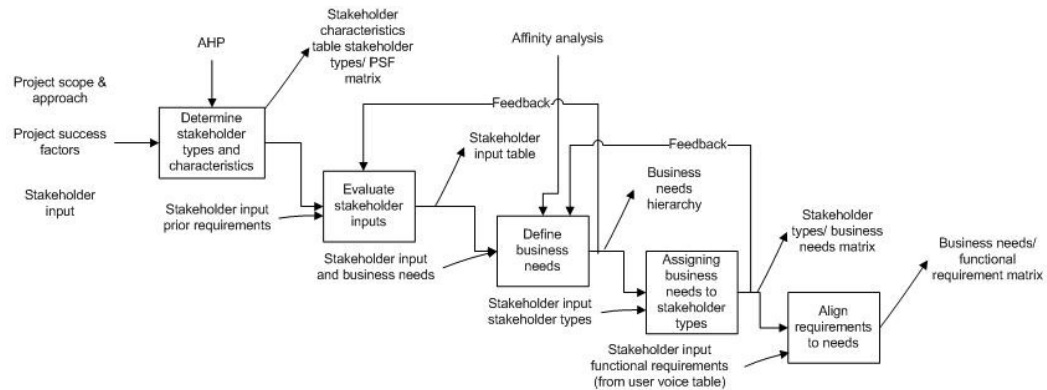 AHP
Stakeholder
characteristics
table stakeholder
types/ PSF
matrix
Affinity analysis
Project scope &
approach
Project success
factors
Stakeholder
input
Determine
stakeholder
types and
characteristics
Feedback
Stakeholder
input table
Feedback
Stakeholder input
prior requirements
Evaluate
stakeholder
inputs
Business
needs
hierarchy
Stakeholder input
and business needs
Define
business
needs
Stakeholder
types/ business
needs matrix
Business needs/
functional
requirement matrix
Stakeholder input
stakeholder types
Assigning
business
needs to
stakeholder
types
Stakeholder input
functional requirements
(from user voice table)
Align
requirements
to needs